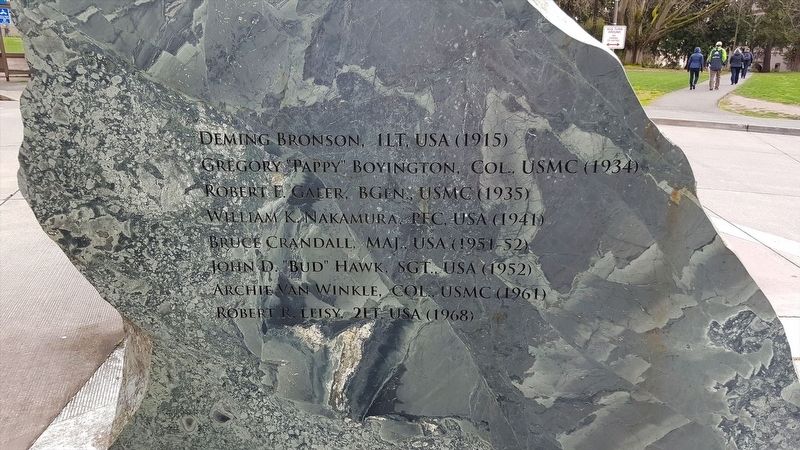 Deming Bronson, 1LT, USA (1915)
Gregory "Pappy" Boyington, Col., USMC (1934)
Robert E. Galer, BGen., USMC (1935)
William K. Nakamura, PFC, USA (1941)
Bruce Crandall, Maj., USA (1951-52)
John D. "Bud" Hawk, Sgt., USA (1952)
Archie Van Winkle, Col., USMC (1961)
Robert R. Leisy, 2LT, USA (1968)